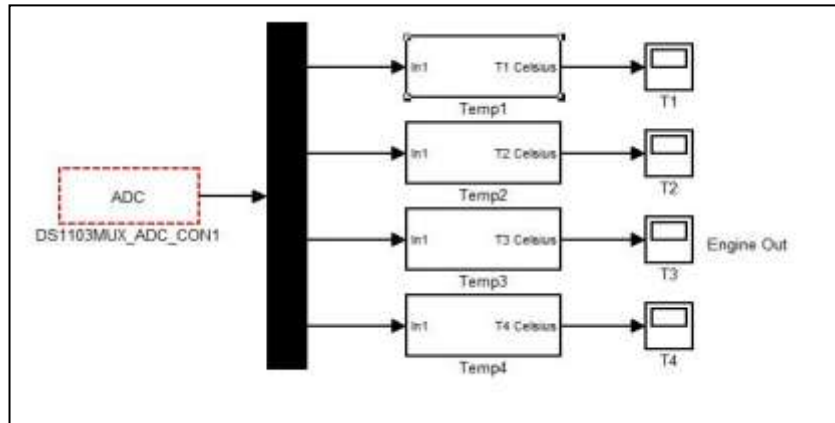 In1 T1 Celsius
T1
Temp1
In1 T2 Celsius
T2
Temp2
ADC
DS1103MUX_ADC_CON1
In1 T3 Celsius
Engine Out
T3
Temp3
In1 T4 Celsius
T4
Temp4